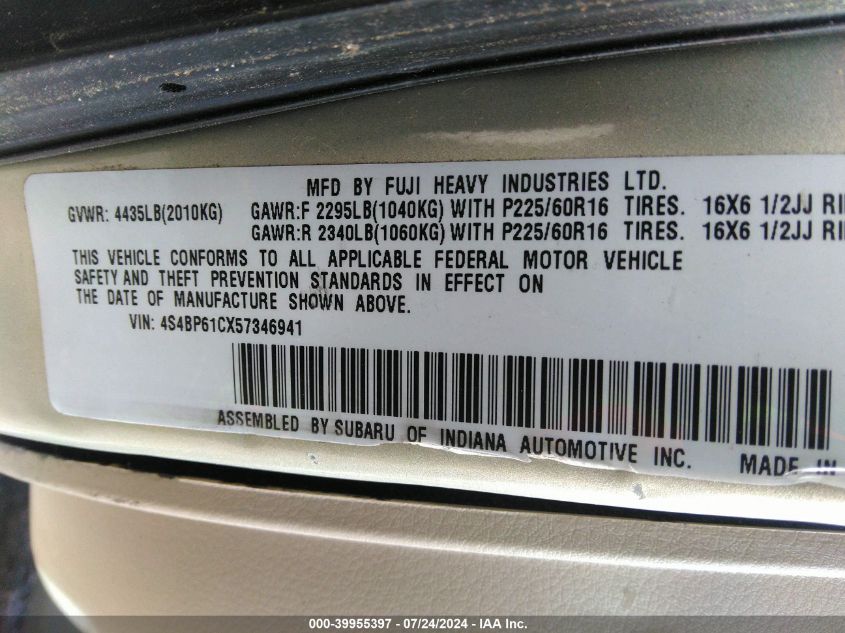 MFD BY FUJI HEAVY INDUSTRIES LTD.
GVWR: 4435LB(2010KG) GAWR:F 2295LB(1040KG) WITH P225/60R16 TIRES. 16X6 1/2JJ RI
GAWR:R 2340LB(1060KG) WITH P225/60R16 TIRES. 16X6 1/2JJ RI
THIS VEHICLE CONFORMS TO ALL APPLICABLE FEDERAL MOTOR VEHICLE
SAFETY AND THEFT PREVENTION STANDARDS IN EFFECT ON
THE DATE OF MANUFACTURE SHOWN ABOVE.
VIN: 4S4BP61CX57346941
ASSEMBLED BY SUBARU OF INDIANA AUTOMOTIVE INC. MADE IN
000-39955397 / 07/24/2024 - IAA Inc.